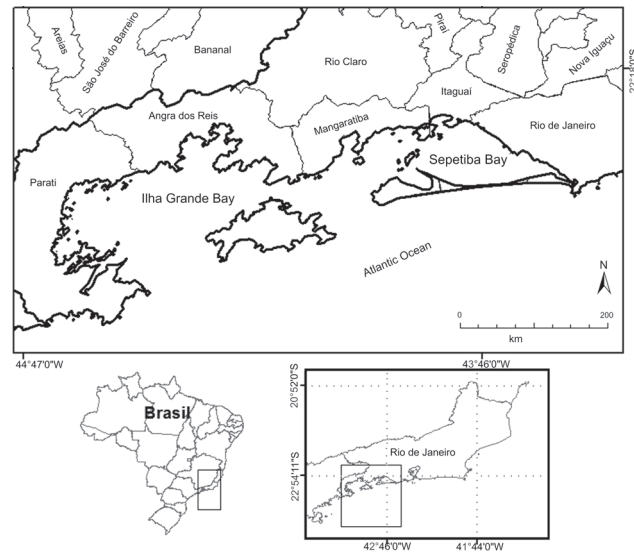 Areias
São José do Barreiro
Bananal
Rio Claro
Piraí
Seropédica
Nova Iguaçu
Itaguaí
Angra dos Reis
Mangaratiba
Rio de Janeiro
Parati
Sepetiba Bay
Ilha Grande Bay
Atlantic Ocean
N
0 200
km
44°47'0"W 43°46'0"W
Brasil
20°52'0"S
22°54'11"S
Rio de Janeiro
42°46'0"W 41°44'0"W